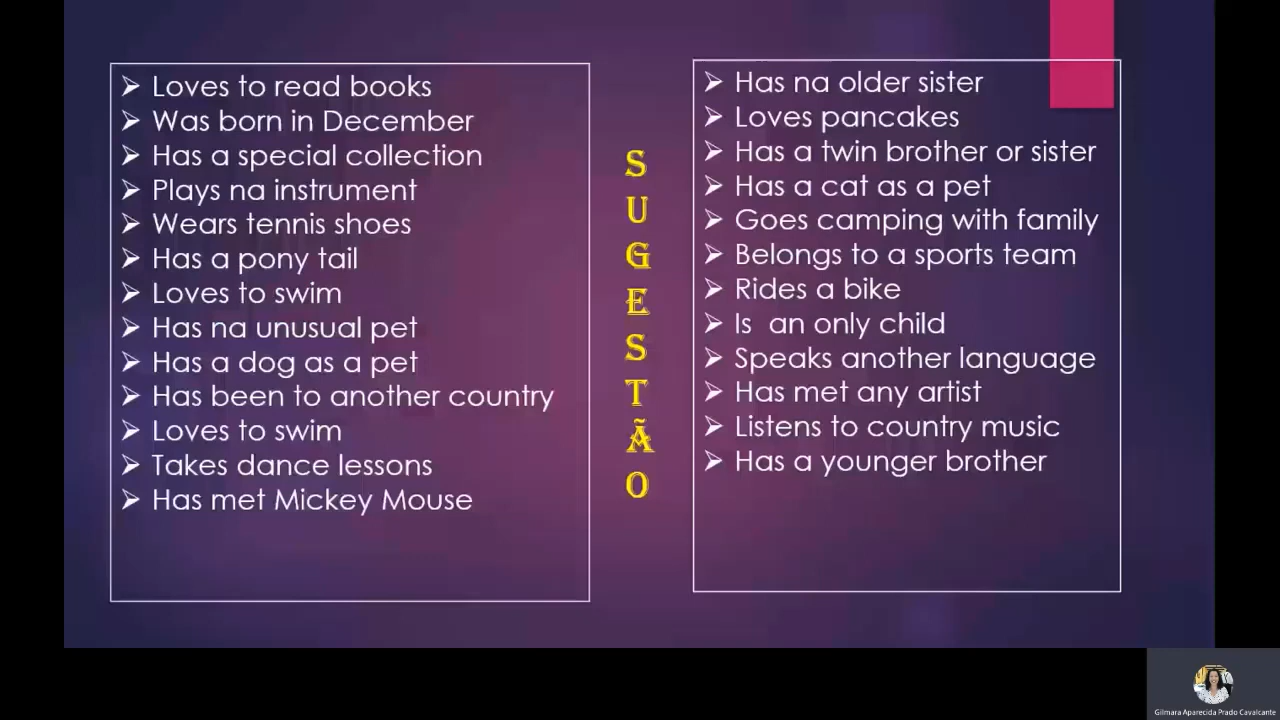 Loves to read books
Was born in December
Has a special collection
Plays na instrument
Wears tennis shoes
Has a pony tail
Loves to swim
Has na unusual pet
Has a dog as a pet
Has been to another country
Loves to swim
Takes dance lessons
Has met Mickey Mouse
S
U
G
E
S
T
Ã
O
Has na older sister
Loves pancakes
Has a twin brother or sister
Has a cat as a pet
Goes camping with family
Belongs to a sports team
Rides a bike
Is  an only child
Speaks another language
Has met any artist
Listens to country music
Has a younger brother
Gilmara Aparecida Prado Cavalcante